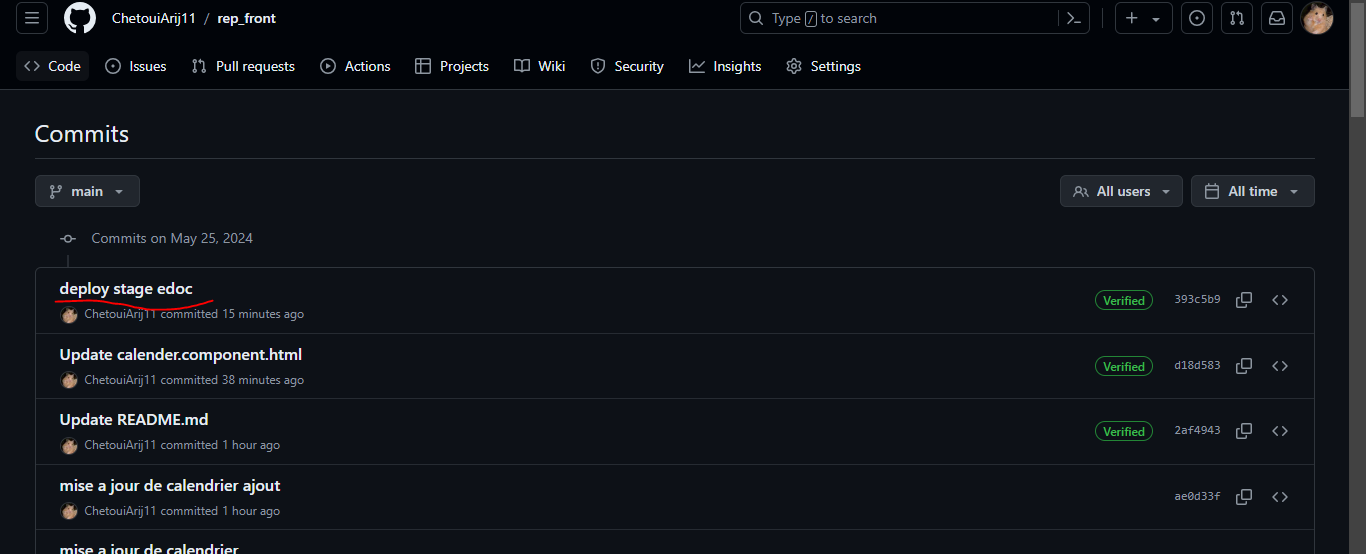 ChetouiArij11 / rep_front
Type / to search
Code Issues Pull requests Actions Projects Wiki Security Insights Settings
Commits
main All users All time
Commits on May 25, 2024
deploy stage edoc
Verified 393c5b9
ChetouiArij11 committed 15 minutes ago
Update calender.component.html
Verified d18d583
ChetouiArij11 committed 38 minutes ago
Update README.md
Verified 2af4943
ChetouiArij11 committed 1 hour ago
mise a jour de calendrier ajout
ae0d33f
ChetouiArij11 committed 1 hour ago
mise a jour de calendrier